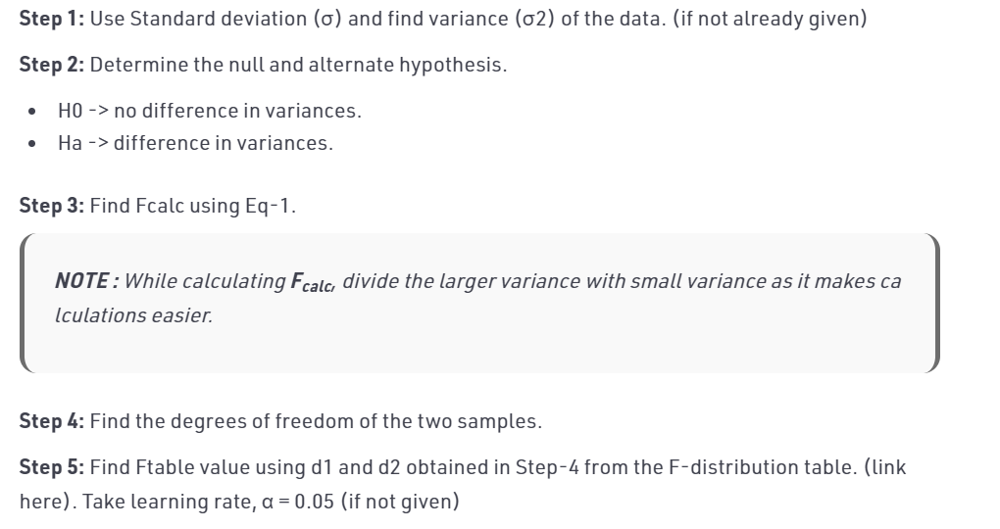 Step 1: Use Standard deviation (σ) and find variance (σ2) of the data. (if not already given)
Step 2: Determine the null and alternate hypothesis.
• H0 -> no difference in variances.
• Ha -> difference in variances.
Step 3: Find Fcalc using Eq-1.
NOTE : While calculating Fcalc, divide the larger variance with small variance as it makes ca
lculations easier.
Step 4: Find the degrees of freedom of the two samples.
Step 5: Find Ftable value using d1 and d2 obtained in Step-4 from the F-distribution table. (link
here). Take learning rate, α = 0.05 (if not given)